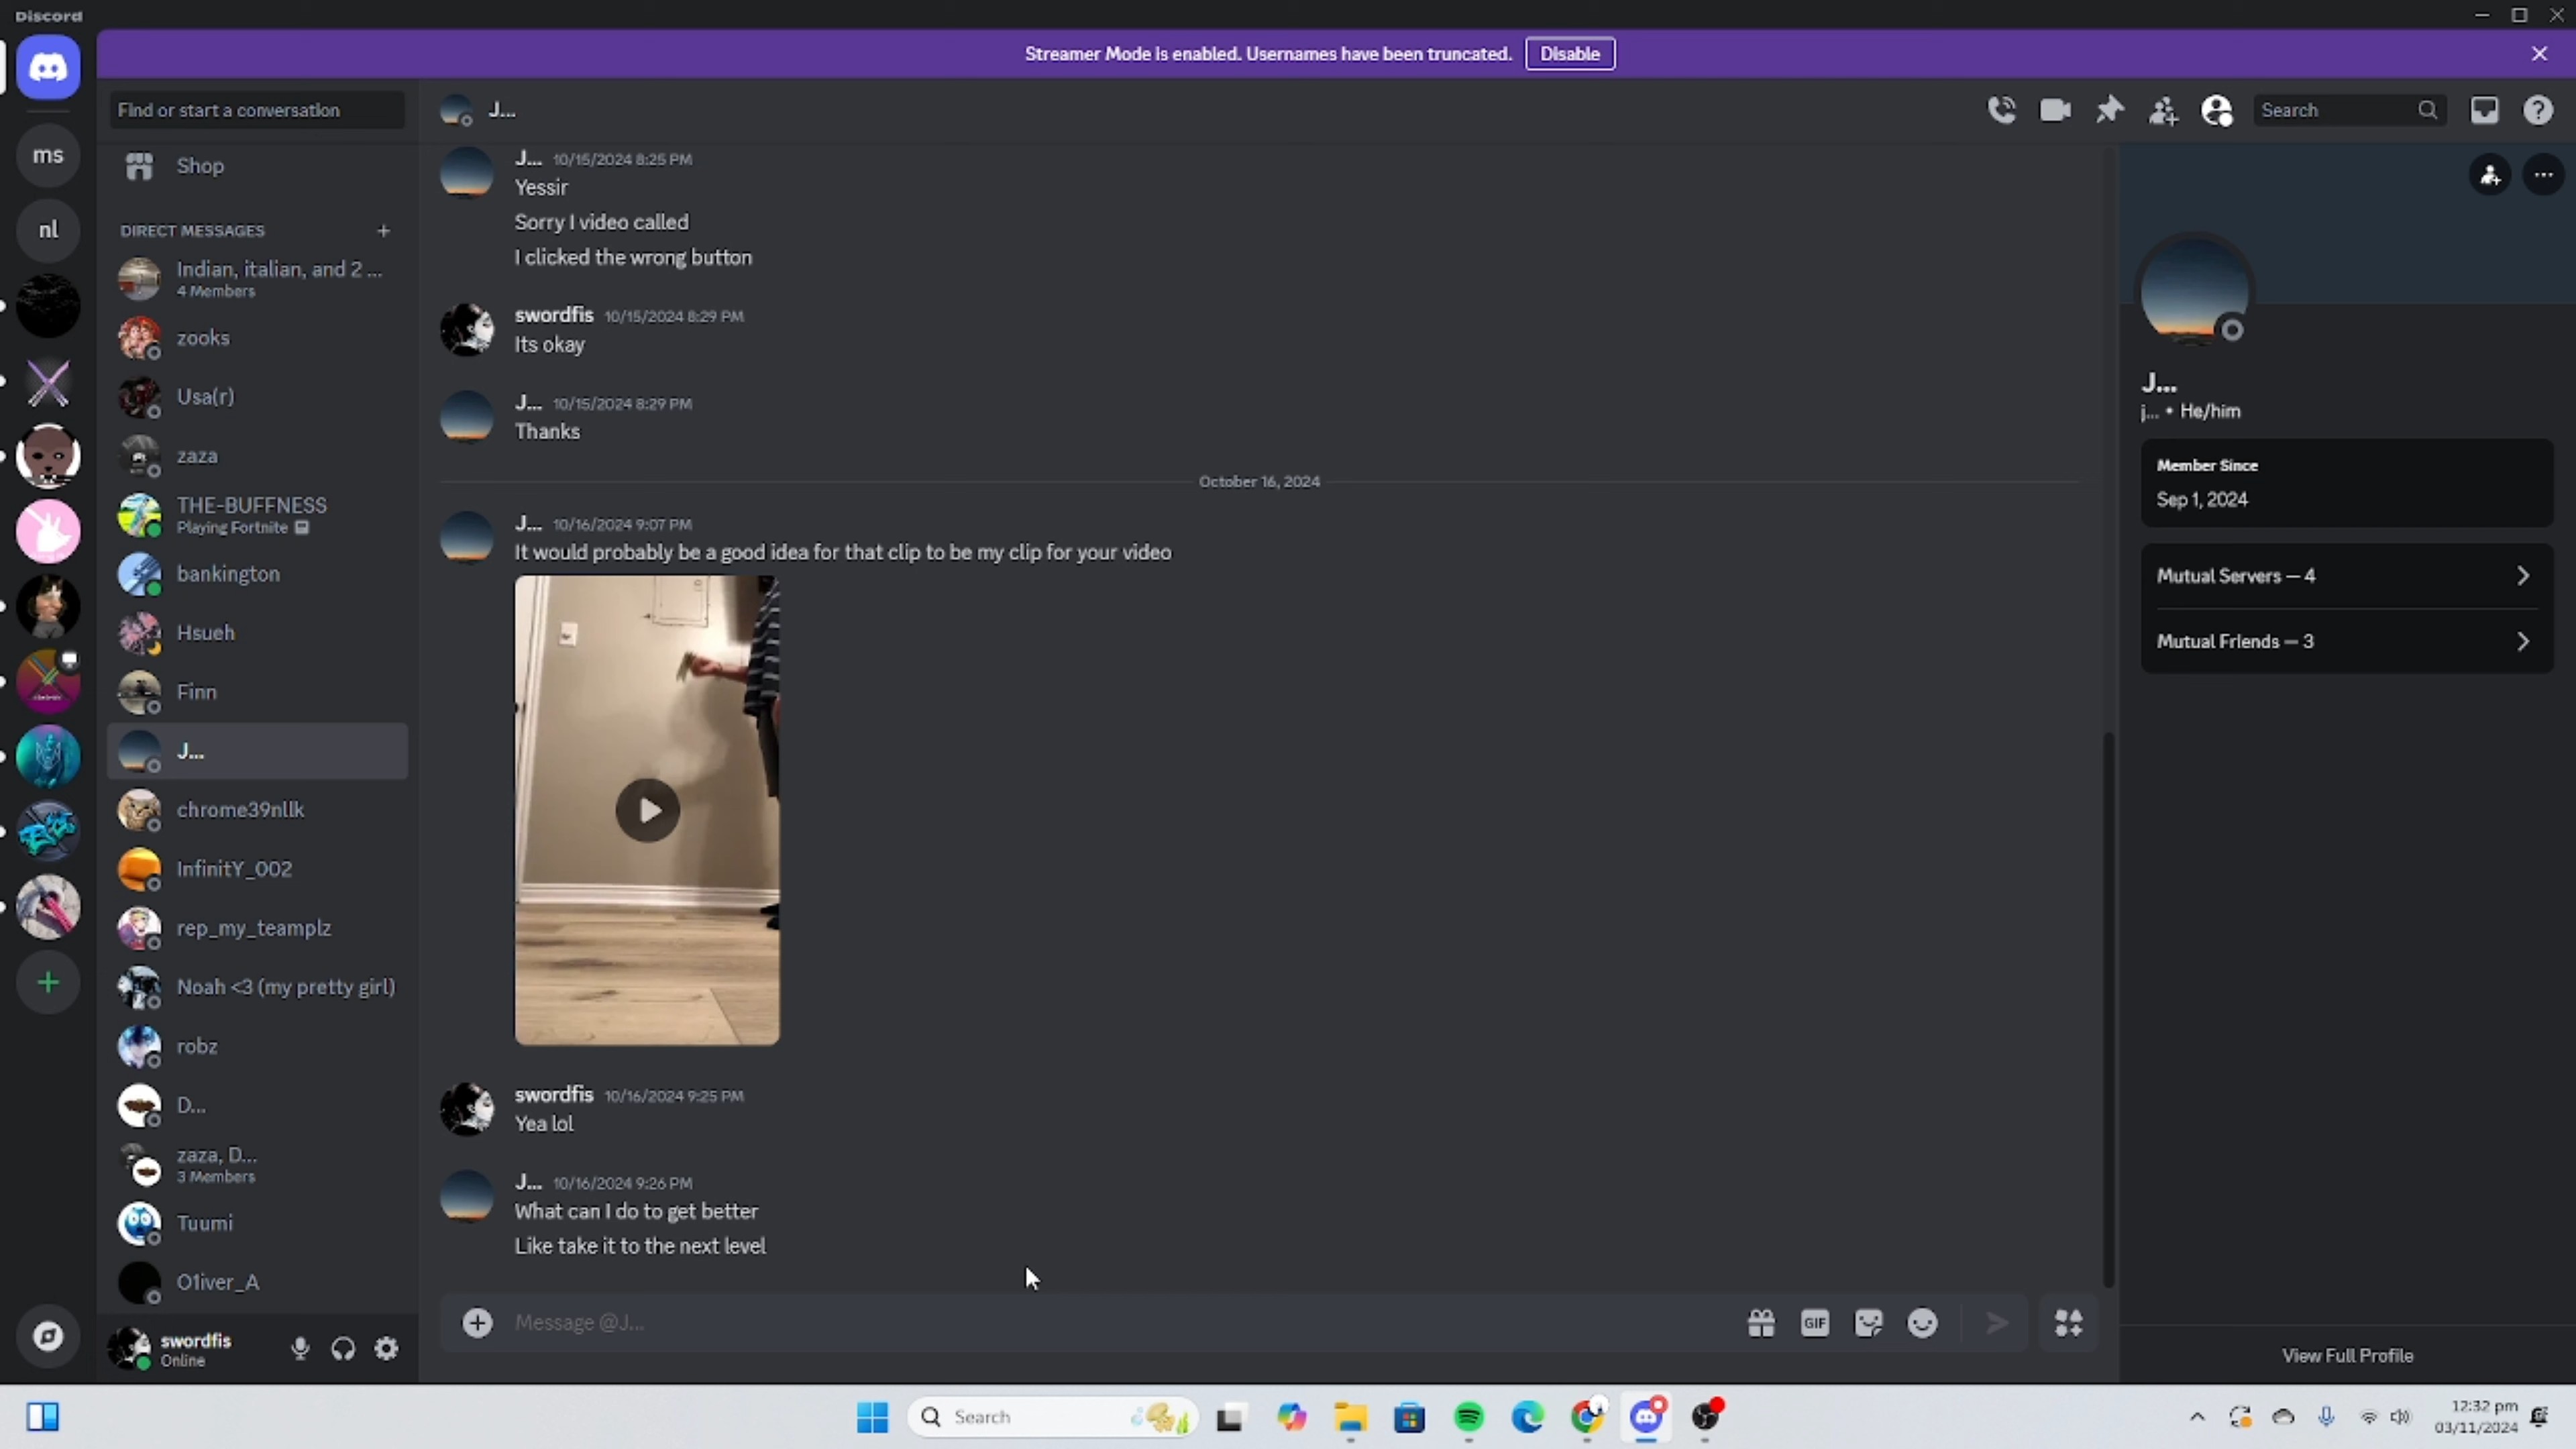 Discord
Streamer Mode is enabled. Usernames have been truncated. Disable
Find or start a conversation
J...
Search
ms
nl
Shop
DIRECT MESSAGES
Indian, italian, and 2 ...
4 Members
zooks
Usa(r)
zaza
THE-BUFFNESS
Playing Fortnite
bankington
Hsueh
Finn
J...
chrome39nllk
InfinitY_002
rep_my_teamplz
Noah <3 (my pretty girl)
robz
D...
zaza, D...
3 Members
Tuumi
O1iver_A
swordfis
Online
J... 10/15/2024 8:25 PM
Yessir
Sorry I video called
I clicked the wrong button
swordfis 10/15/2024 8:29 PM
Its okay
J... 10/15/2024 8:29 PM
Thanks
October 16, 2024
J... 10/16/2024 9:07 PM
It would probably be a good idea for that clip to be my clip for your video
swordfis 10/16/2024 9:25 PM
Yea lol
J... 10/16/2024 9:26 PM
What can I do to get better
Like take it to the next level
Message @J...
GIF
J...
j... • He/him
Member Since
Sep 1, 2024
Mutual Servers — 4
Mutual Friends — 3
View Full Profile
Search
12:32 pm
03/11/2024